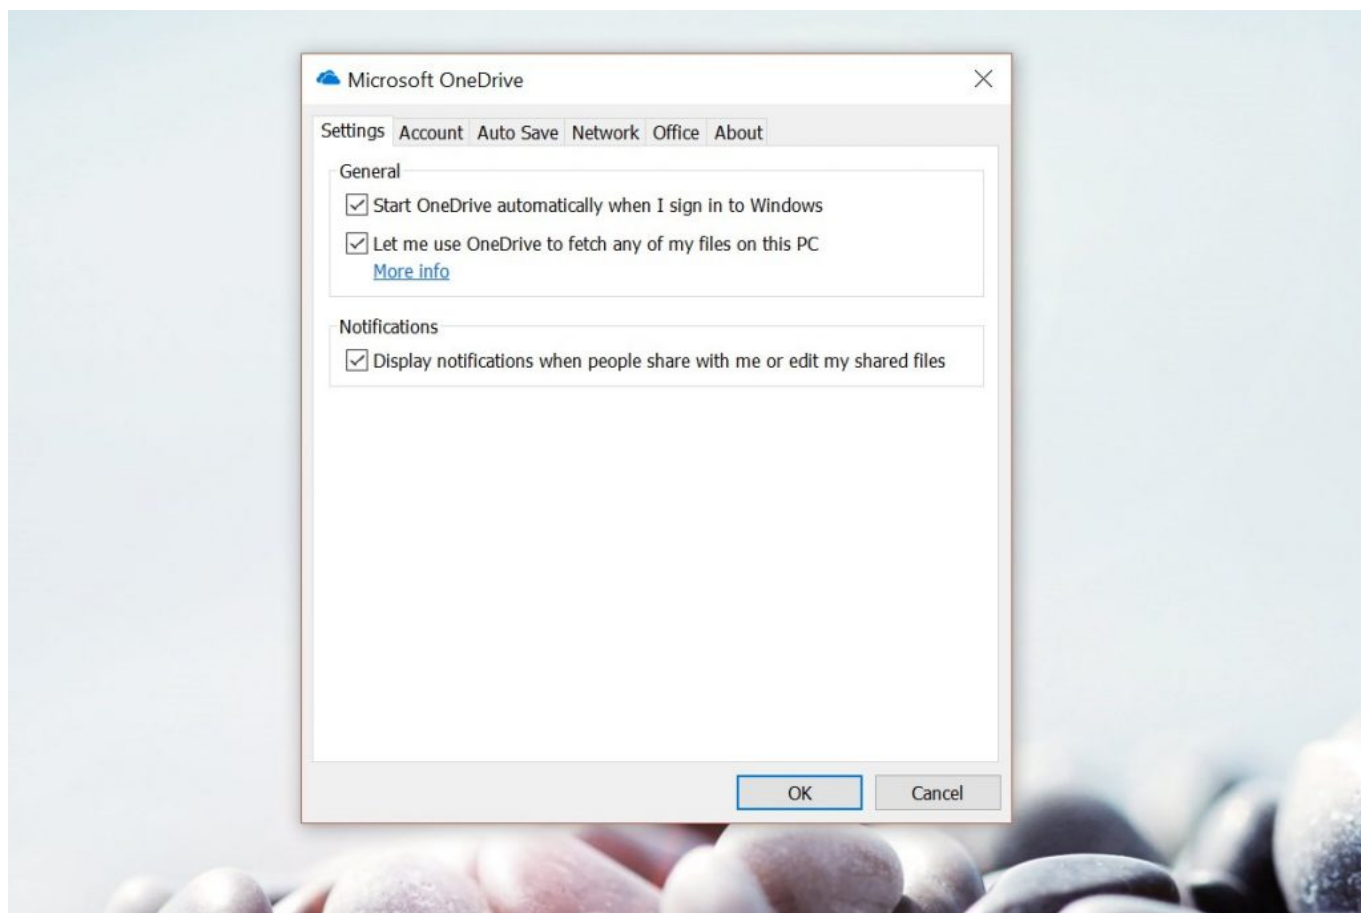 Microsoft OneDrive
Settings Account Auto Save Network Office About
General
Start OneDrive automatically when I sign in to Windows
Let me use OneDrive to fetch any of my files on this PC
More info
Notifications
Display notifications when people share with me or edit my shared files
OK Cancel